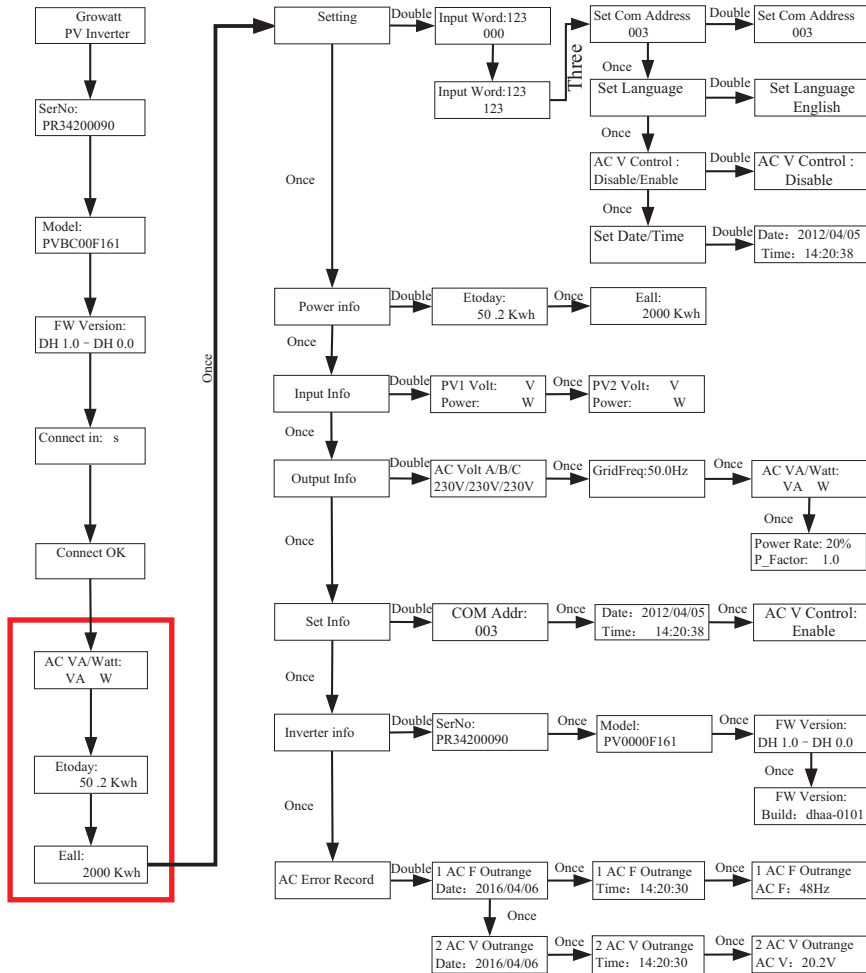 Growatt
PV Inverter
SerNo:
PR34200090
Model:
PVBC00F161
FW Version:
DH 1.0 - DH 0.0
Connect in: s
Connect OK
AC VA/Watt:
VA W
Etoday:
50 .2 Kwh
Eall:
2000 Kwh
Once
Setting
Double
Input Word:123
000
Input Word:123
123
Three
Set Com Address
003
Double
Set Com Address
003
Once
Set Language
Double
Set Language
English
Once
AC V Control :
Disable/Enable
Double
AC V Control :
Disable
Once
Set Date/Time
Double
Date: 2012/04/05
Time: 14:20:38
Once
Power info
Double
Etoday:
50 .2 Kwh
Once
Eall:
2000 Kwh
Once
Input Info
Double
PV1 Volt: V
Power: W
Once
PV2 Volt: V
Power: W
Once
Output Info
Double
AC Volt A/B/C
230V/230V/230V
Once
GridFreq:50.0Hz
Once
AC VA/Watt:
VA W
Once
Power Rate: 20%
P_Factor: 1.0
Once
Set Info
Double
COM Addr:
003
Once
Date: 2012/04/05
Time: 14:20:38
Once
AC V Control:
Enable
Once
Inverter info
Double
SerNo:
PR34200090
Once
Model:
PV0000F161
Once
FW Version:
DH 1.0 - DH 0.0
Once
FW Version:
Build: dhaa-0101
Once
AC Error Record
Double
1 AC F Outrange
Date: 2016/04/06
Once
1 AC F Outrange
Time: 14:20:30
Once
1 AC F Outrange
AC F: 48Hz
Once
2 AC V Outrange
Date: 2016/04/06
Once
2 AC V Outrange
Time: 14:20:30
Once
2 AC V Outrange
AC V: 20.2V